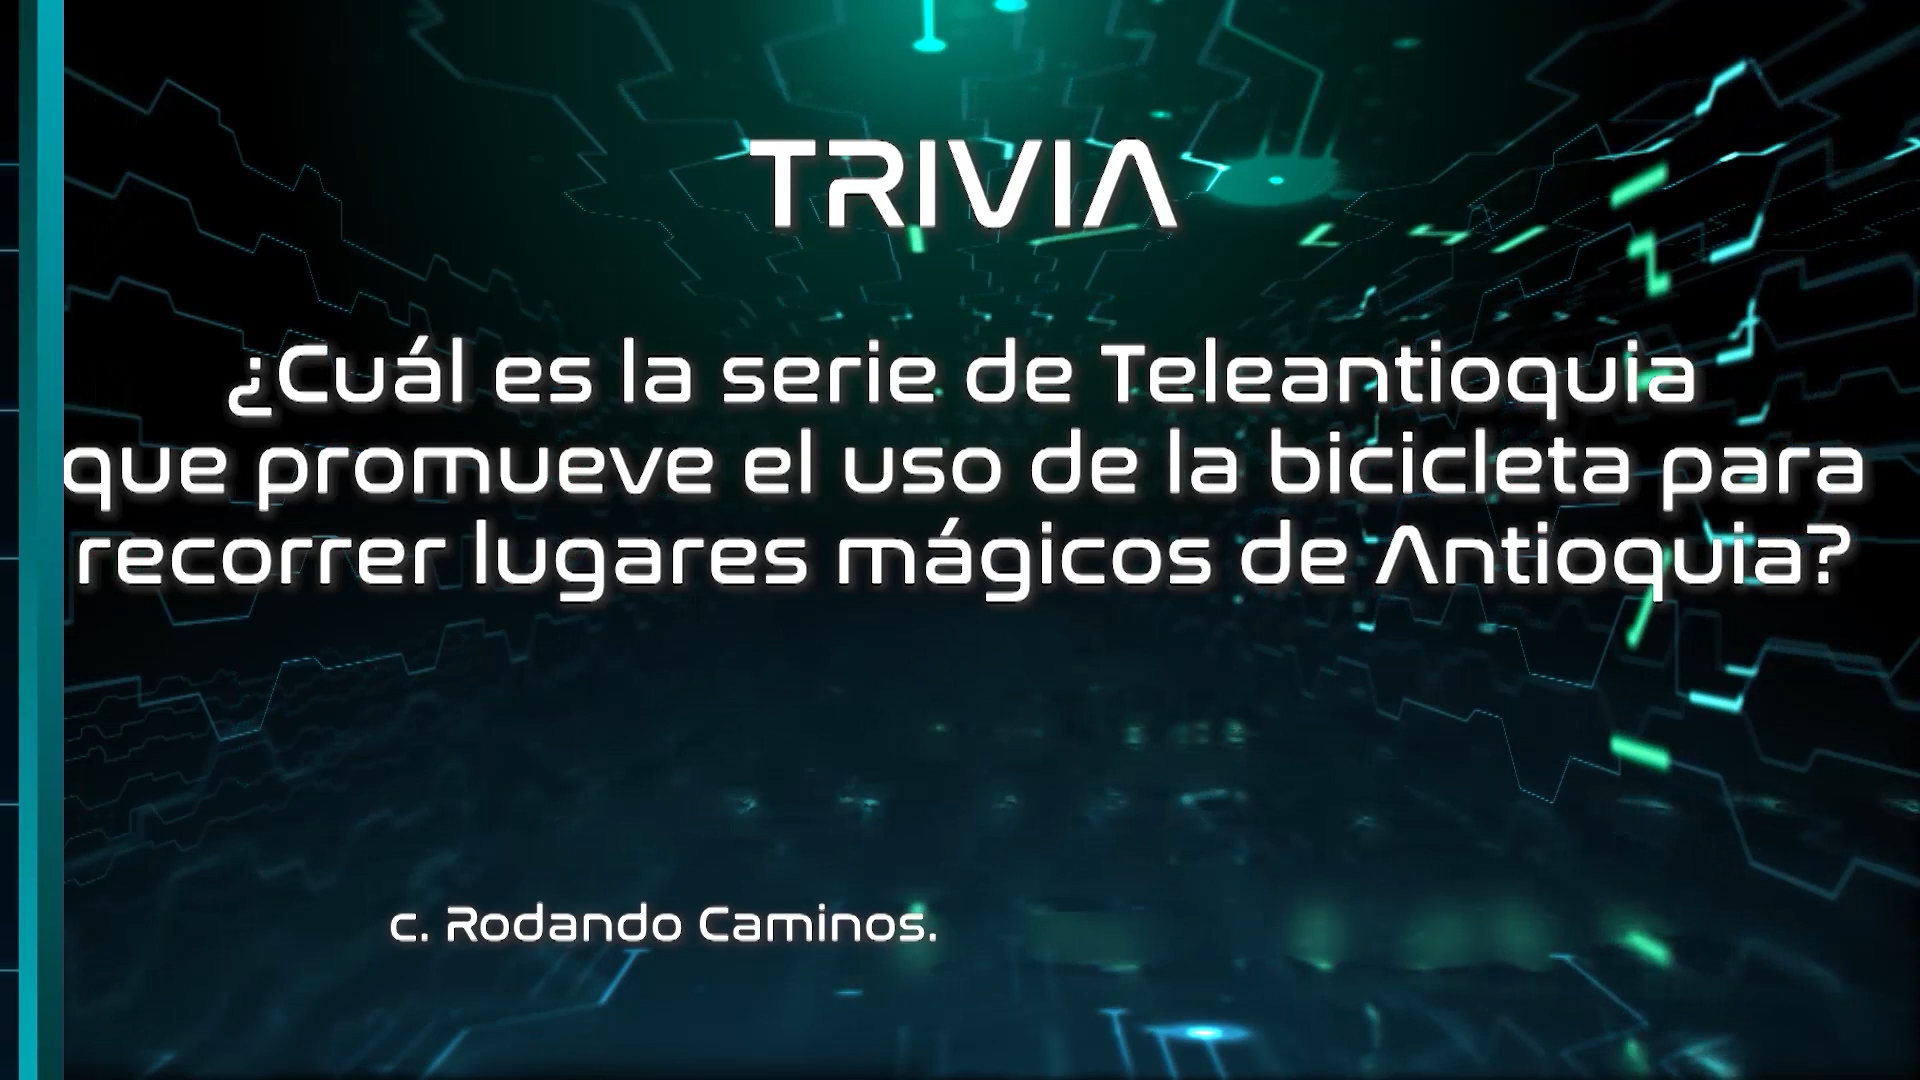 TRIVIA
¿Cuál es la serie de Teleantioquia
que promueve el uso de la bicicleta para
recorrer lugares mágicos de Antioquia?
c. Rodando Caminos.